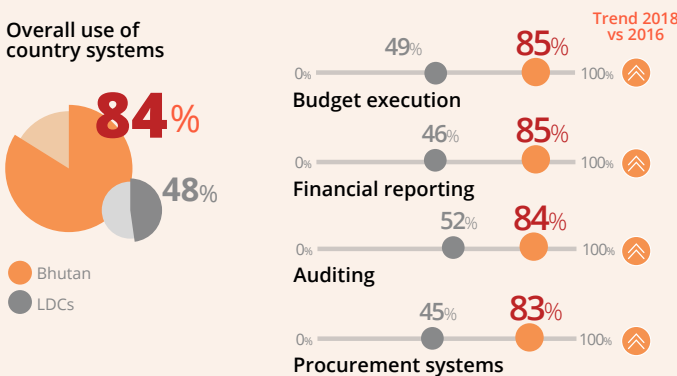 Overall use of
country systems
84%
48%
Bhutan
LDCs
Trend 2018
vs 2016
49%
85%
0%
100%
Budget execution
46%
85%
0%
100%
Financial reporting
52%
84%
0%
100%
Auditing
45%
83%
0%
100%
Procurement systems